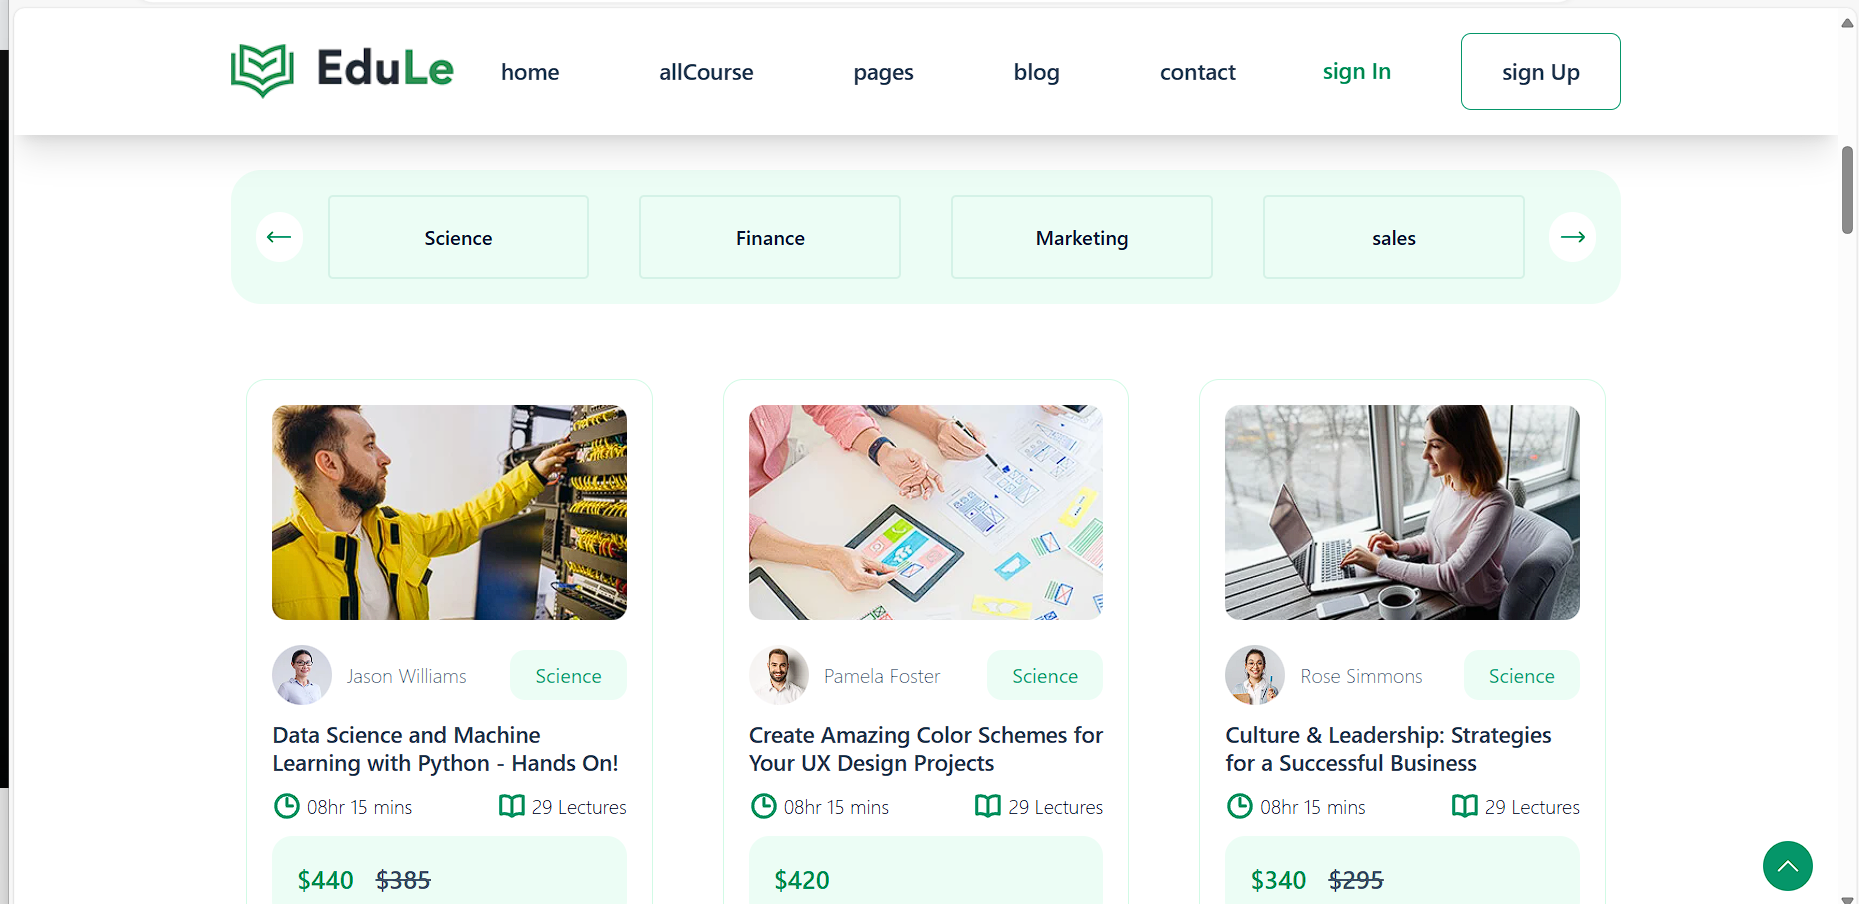 EduLe home allCourse pages blog contact sign In sign Up
Science Finance Marketing sales
Jason Williams Science
Data Science and Machine
Learning with Python - Hands On!
08hr 15 mins 29 Lectures
$440 $385
Pamela Foster Science
Create Amazing Color Schemes for
Your UX Design Projects
08hr 15 mins 29 Lectures
$420
Rose Simmons Science
Culture & Leadership: Strategies
for a Successful Business
08hr 15 mins 29 Lectures
$340 $295